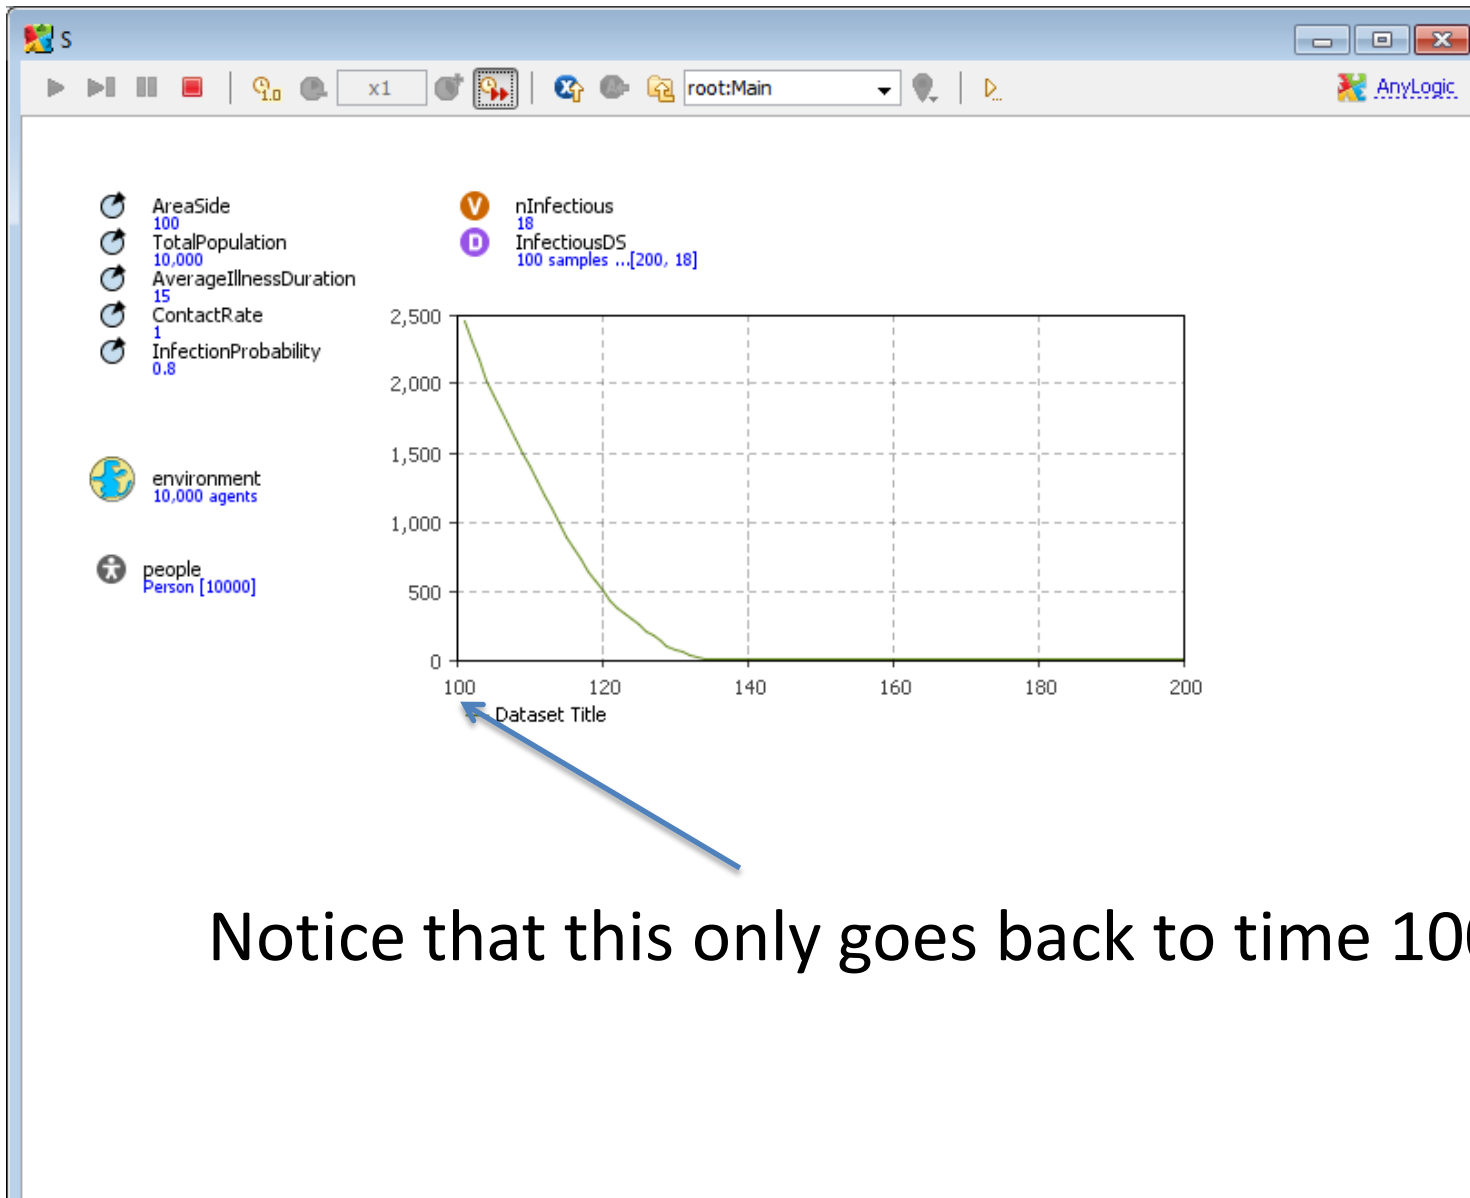 S
x1
root:Main
AnyLogic
AreaSide
100
TotalPopulation
10,000
AverageIllnessDuration
15
ContactRate
1
InfectionProbability
0.8
nInfectious
18
InfectiousDS
100 samples ...[200, 18]
environment
10,000 agents
people
Person [10000]
2,500
2,000
1,500
1,000
500
0
100 120 140 160 180 200
Dataset Title
Notice that this only goes back to time 100